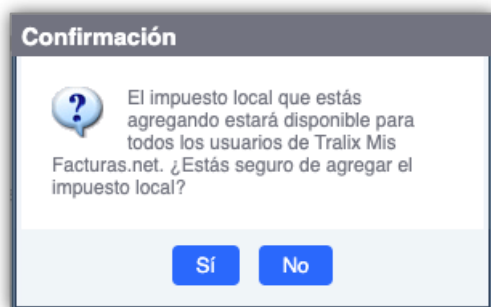 Confirmación
El impuesto local que estás
agregando estará disponible para
todos los usuarios de Tralix Mis
Facturas.net. ¿Estás seguro de agregar el
impuesto local?
Sí No